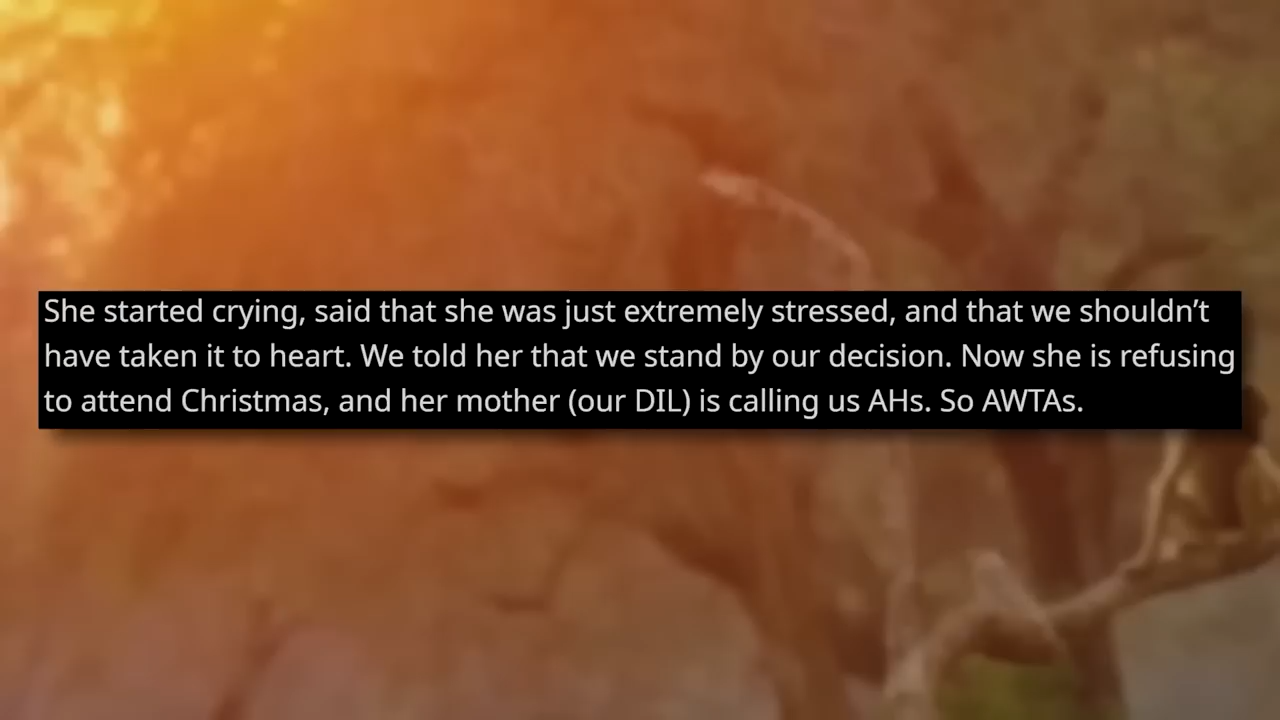 She started crying, said that she was just extremely stressed, and that we shouldn’t
have taken it to heart. We told her that we stand by our decision. Now she is refusing
to attend Christmas, and her mother (our DIL) is calling us AHs. So AWTAs.